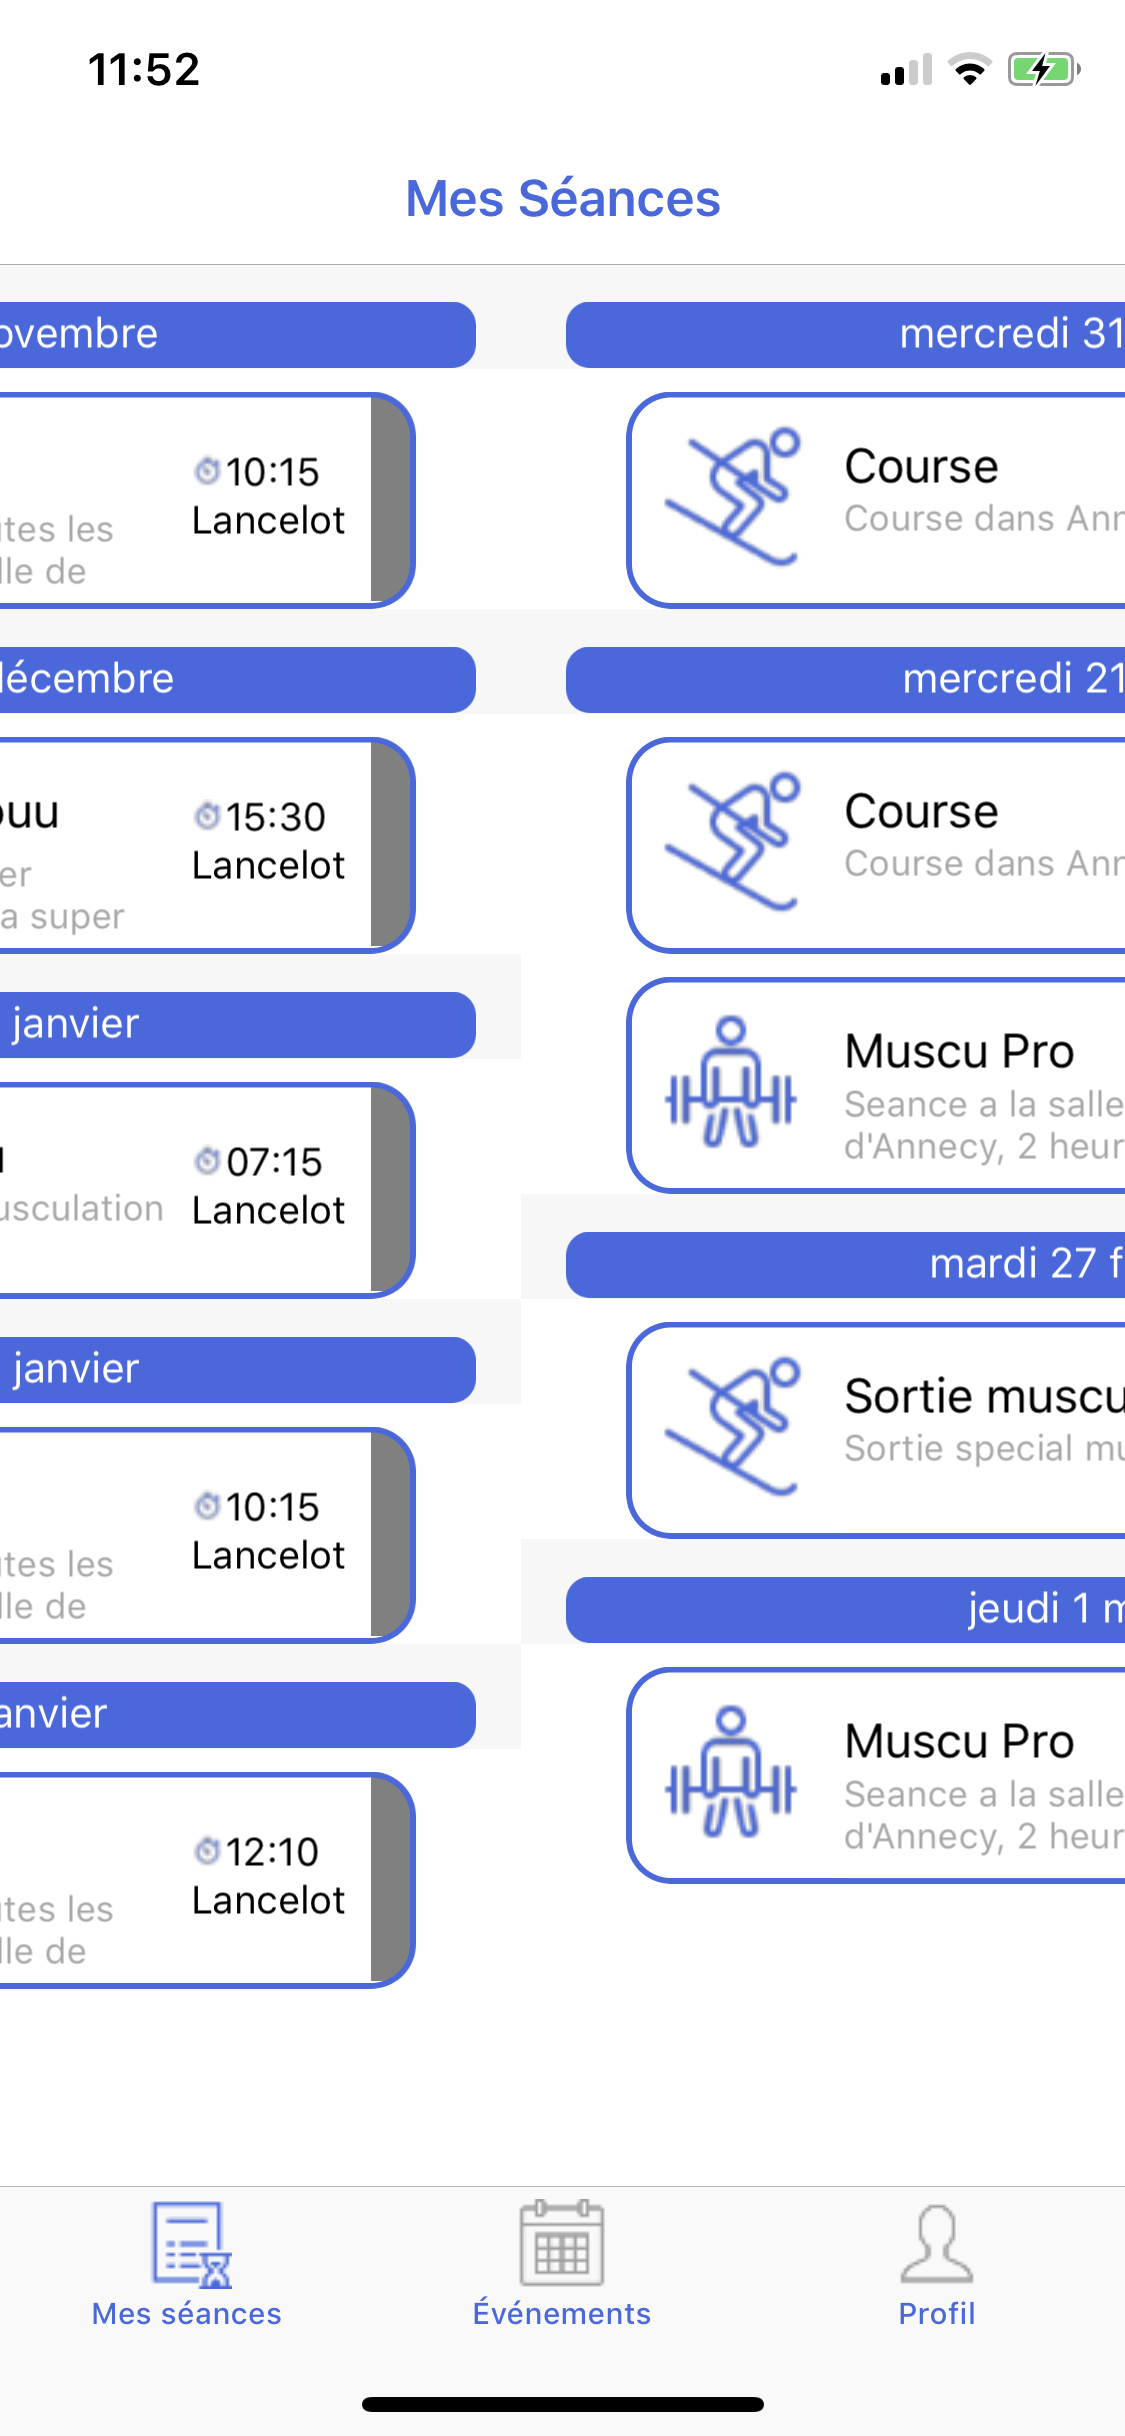 11:52
Mes Séances
ovembre
10:15
Lancelot
tes les
lle de
décembre
ouu
15:30
Lancelot
er
a super
janvier
07:15
usculation
Lancelot
janvier
10:15
Lancelot
tes les
lle de
anvier
12:10
Lancelot
tes les
lle de
mercredi 31
Course
Course dans Ann
mercredi 21
Course
Course dans Ann
Muscu Pro
Seance a la salle
d'Annecy, 2 heur
mardi 27 f
Sortie muscu
Sortie special mu
jeudi 1 m
Muscu Pro
Seance a la salle
d'Annecy, 2 heur
Mes séances
Événements
Profil